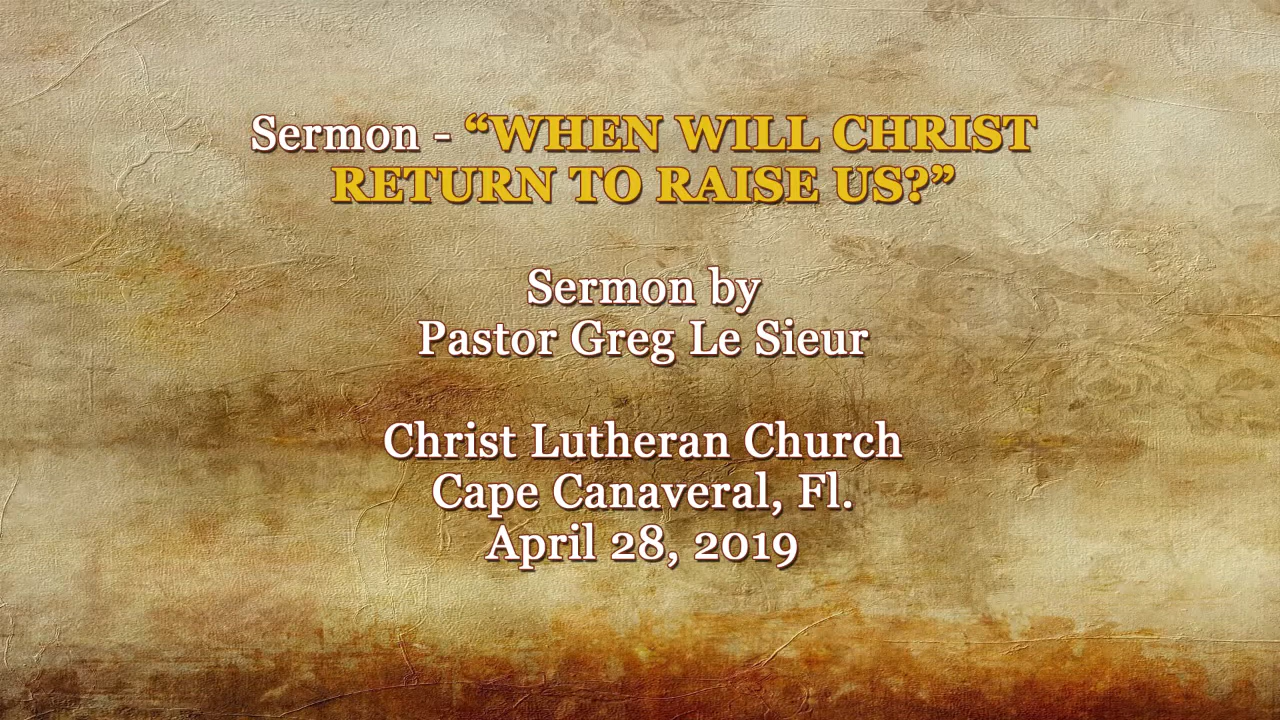 Sermon - “WHEN WILL CHRIST
RETURN TO RAISE US?”
Sermon by
Pastor Greg Le Sieur
Christ Lutheran Church
Cape Canaveral, Fl.
April 28, 2019